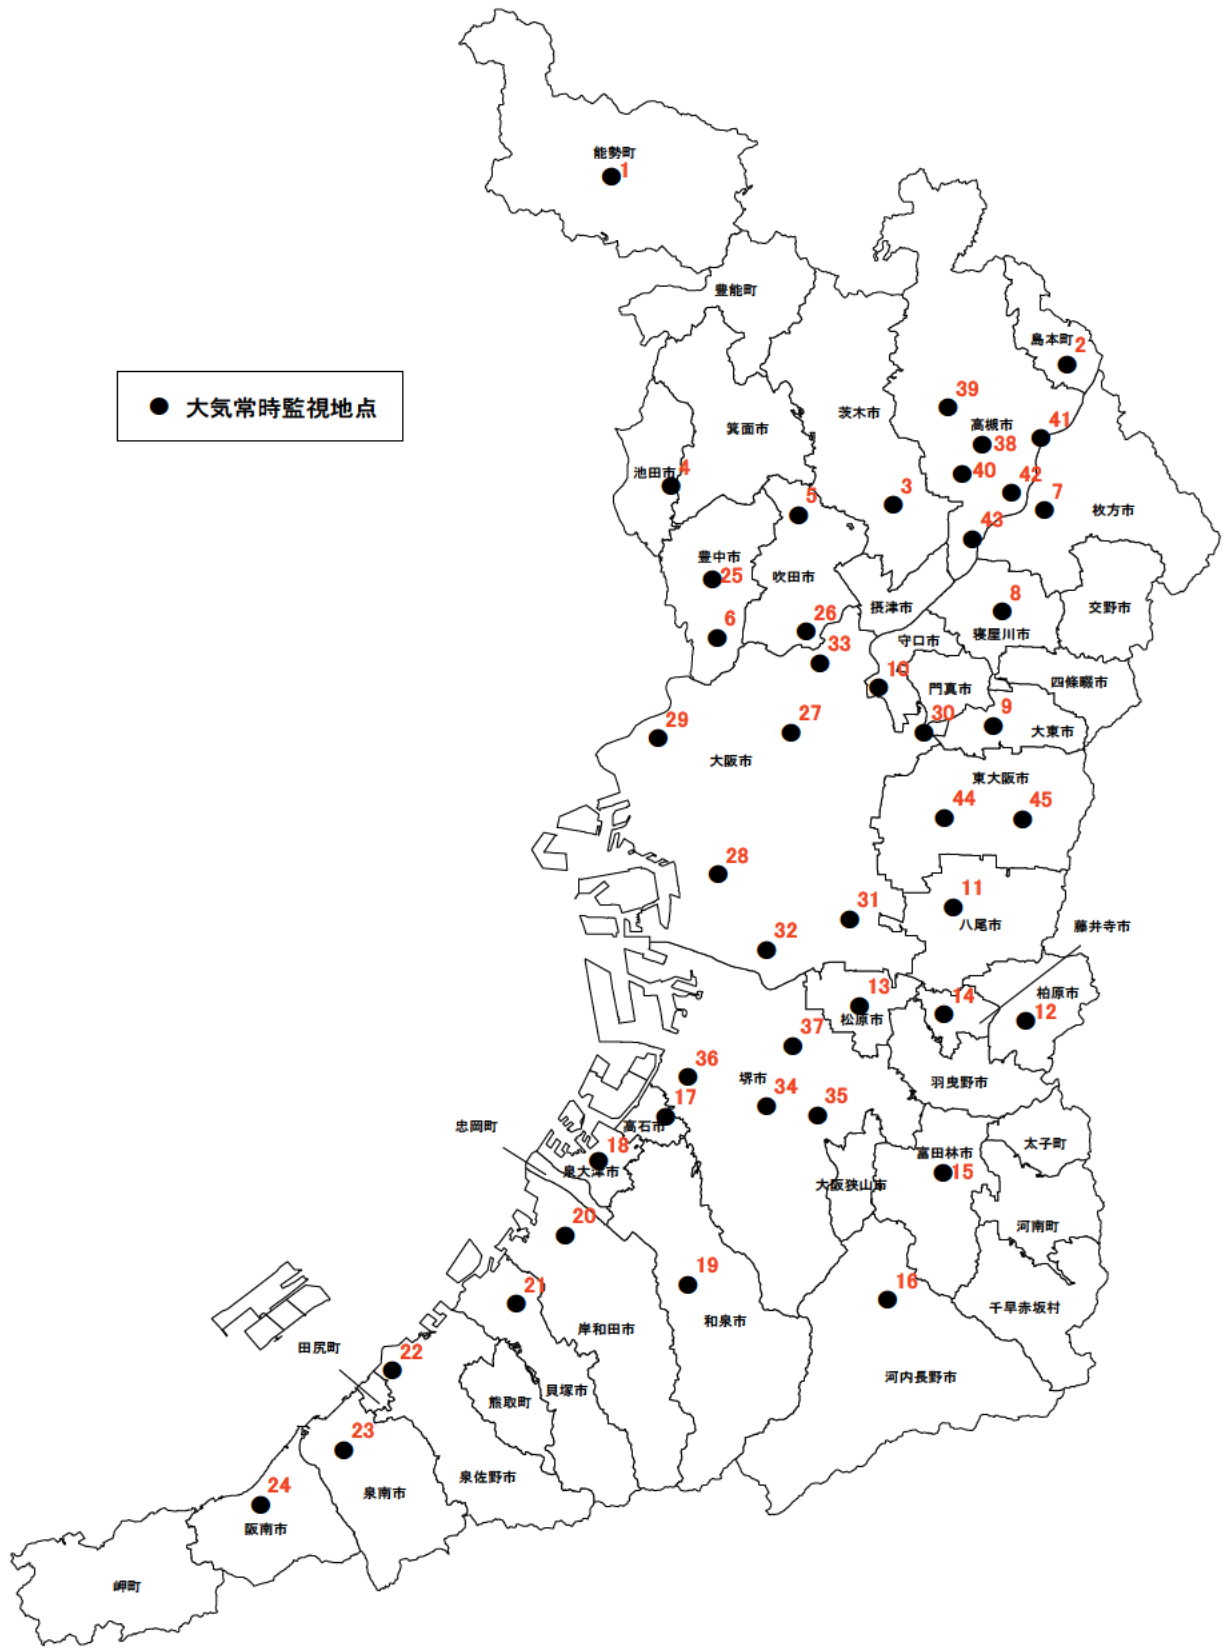 能勢町
1
豊能町
島本町
2
● 大気常時監視地点
39
茨木市
高槻市
41
箕面市
38
池田市
4
40
42
3
5
7
枚方市
43
豊中市
25
吹田市
8
摂津市
交野市
6
26
守口市
寝屋川市
33
10
門真市
四條畷市
29
27
30
9
大東市
大阪市
東大阪市
44
45
28
11
31
八尾市
藤井寺市
32
13
14
柏原市
12
松原市
37
36
堺市
羽曳野市
34
35
17
高石市
忠岡町
太子町
18
泉大津市
富田林市
15
大阪狭山市
20
河南町
19
16
21
岸和田市
和泉市
千早赤坂村
田尻町
22
河内長野市
貝塚市
熊取町
23
泉佐野市
24
泉南市
阪南市
岬町